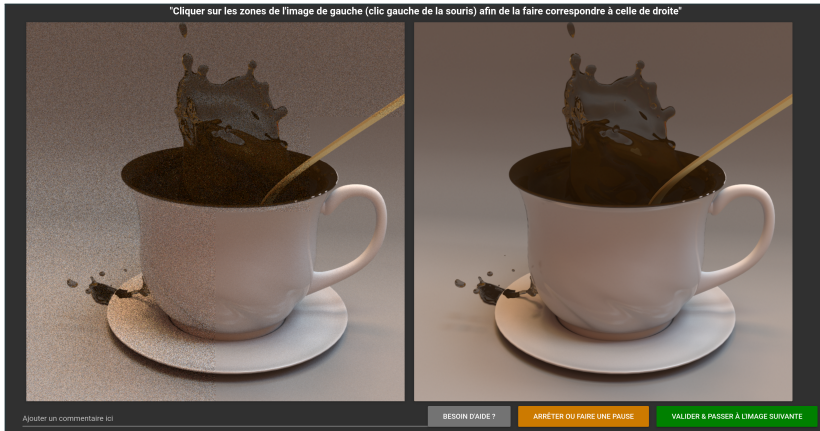 "Cliquer sur les zones de l'image de gauche (clic gauche de la souris) afin de la faire correspondre à celle de droite"
Ajouter un commentaire ici
BESOIN D'AIDE ?
ARRÊTER OU FAIRE UNE PAUSE
VALIDER & PASSER À L'IMAGE SUIVANTE